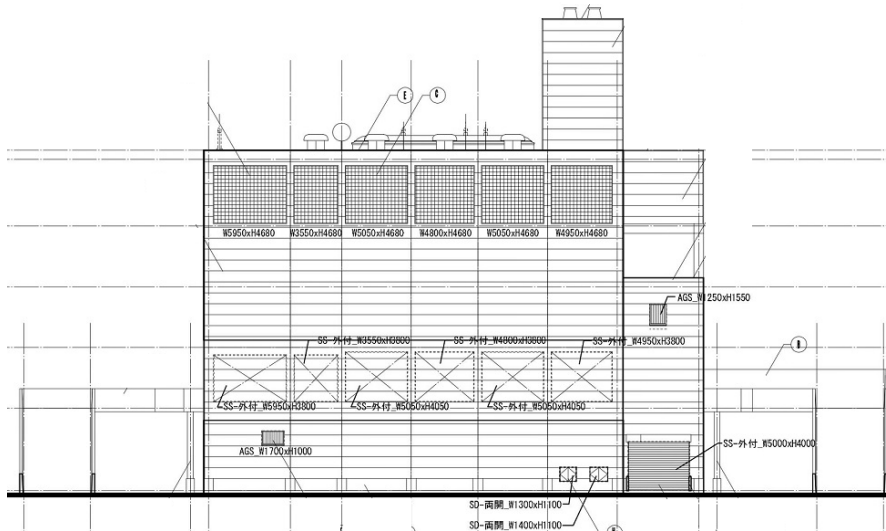 E
C
W5950xH4680
W3550xH4680
W5050xH4680
W4800xH4680
W5050xH4680
W4950xH4680
AGS_W1250xH1550
SS-外付_W3550xH3800
SS-外付_W4800xH3800
SS-外付_W4950xH3800
B
SS-外付_W5950xH3800
SS-外付_W5050xH4050
SS-外付_W5050xH4050
AGS_W1700xH1000
SS-外付_W5000xH4000
SD-両開_W1300xH1100
SD-両開_W1400xH1100